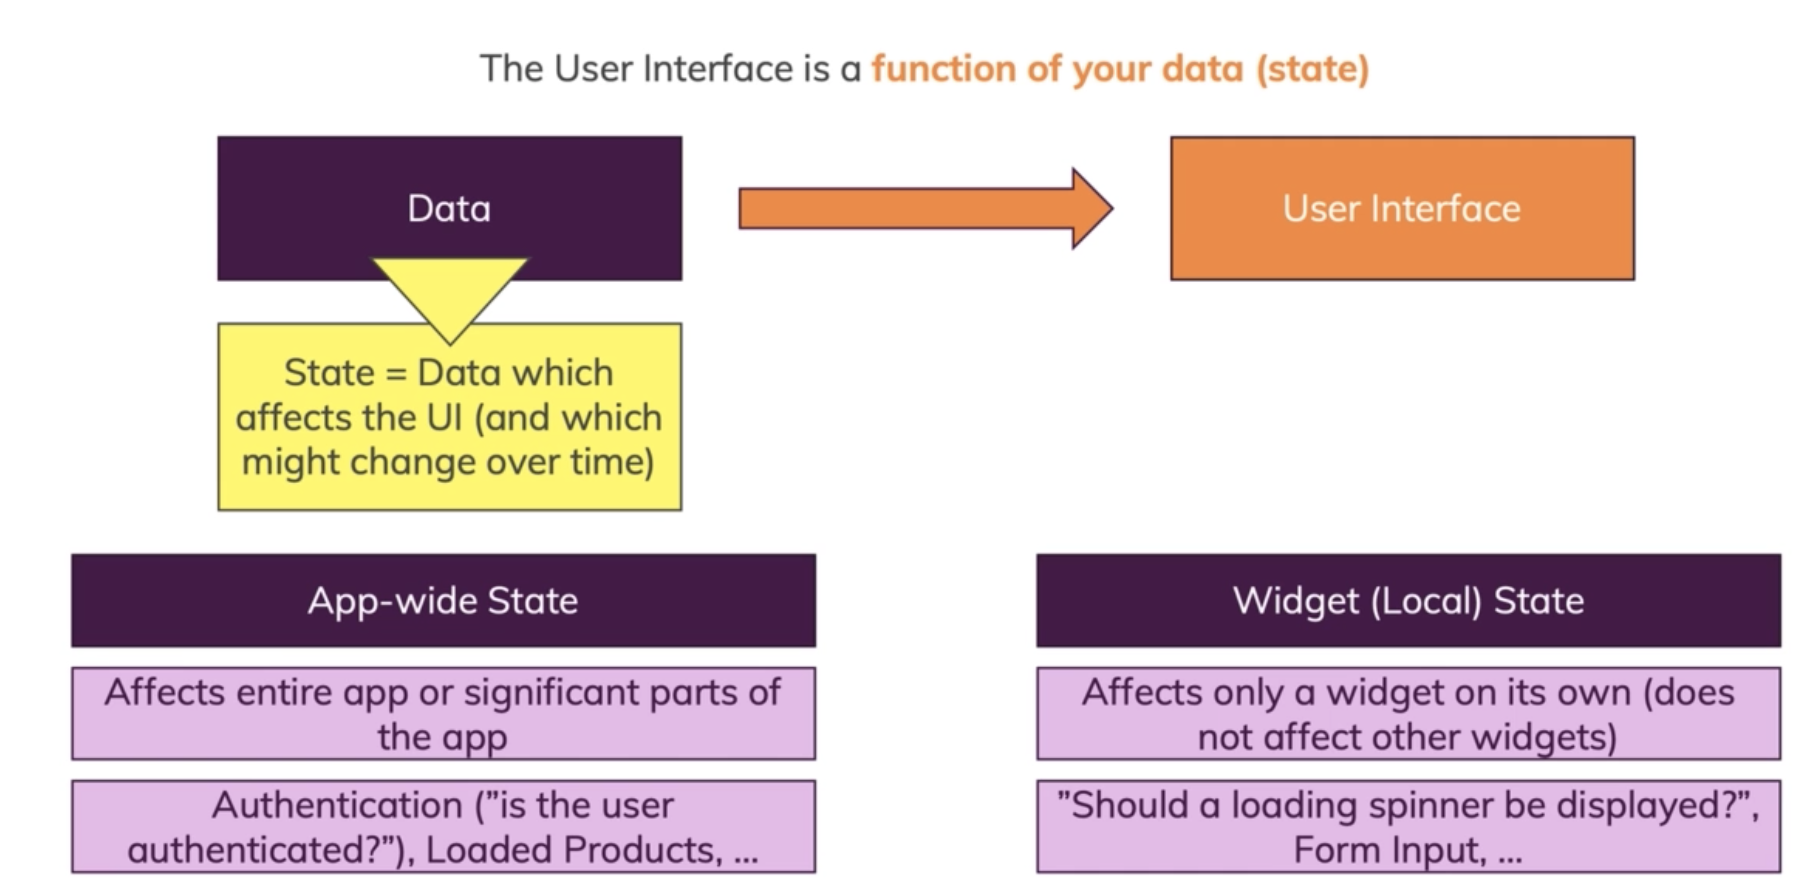 The User Interface is a function of your data (state)
Data
User Interface
State = Data which
affects the UI (and which
might change over time)
App-wide State
Affects entire app or significant parts of
the app
Authentication (”is the user
authenticated?”), Loaded Products, ...
Widget (Local) State
Affects only a widget on its own (does
not affect other widgets)
”Should a loading spinner be displayed?”,
Form Input, ...